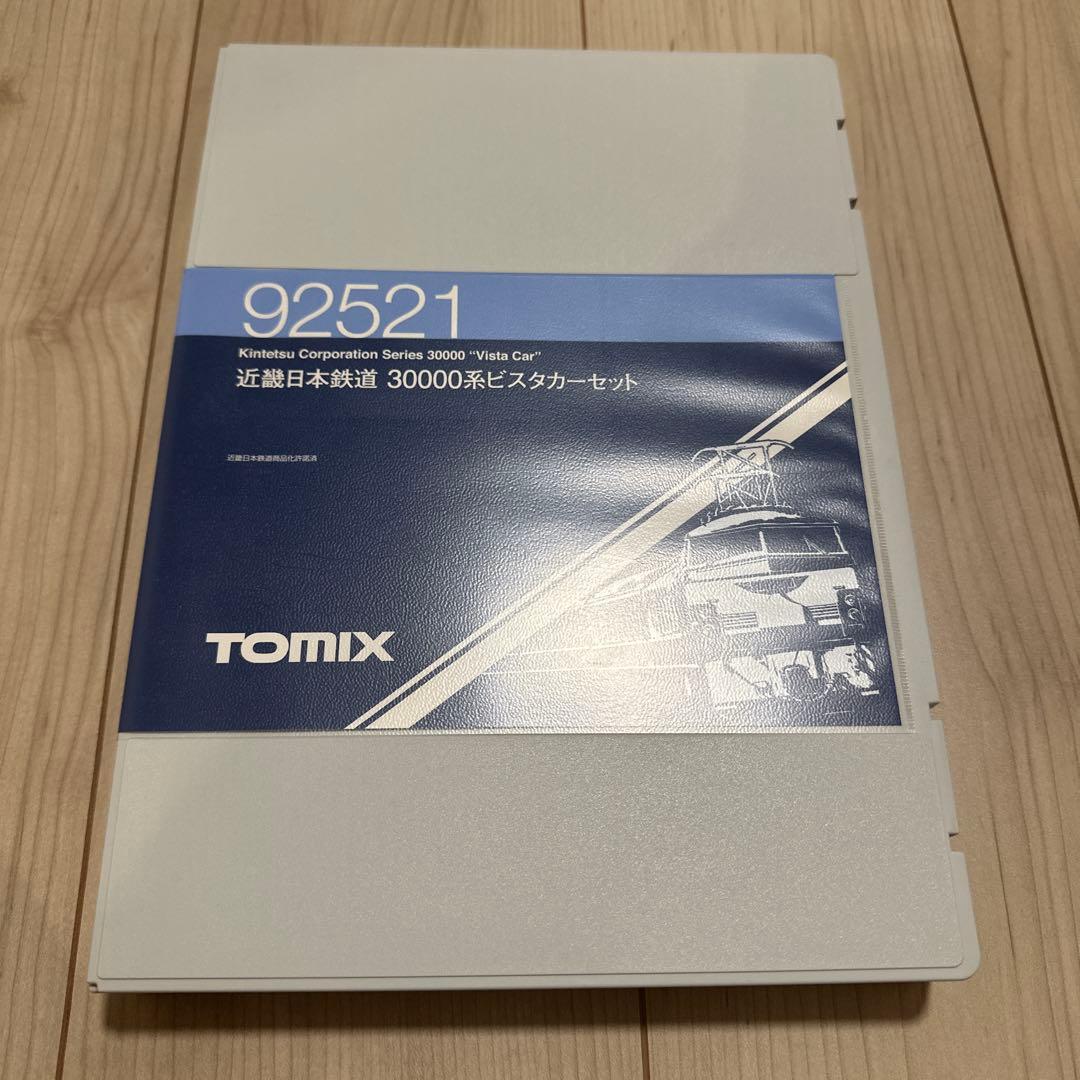 92521
Kintetsu Corporation Series 30000 “Vista Car”
近畿日本鉄道 30000系ビスタカーセット
近畿日本鉄道商品化許諾済
TOMIX